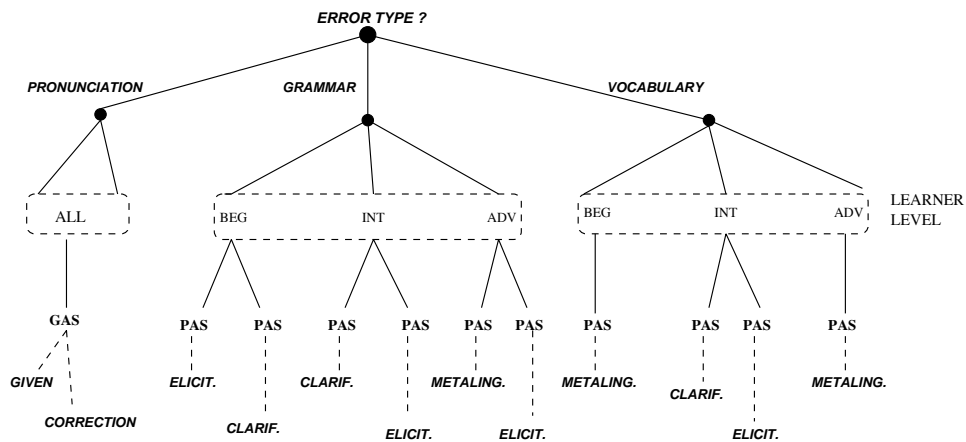 ERROR TYPE ?
PRONUNCIATION GRAMMAR VOCABULARY
ALL BEG INT ADV BEG INT ADV LEARNER
LEVEL
GAS PAS PAS PAS PAS PAS PAS PAS PAS PAS PAS
GIVEN ELICIT. CLARIF. METALING. METALING. CLARIF. METALING.
CORRECTION CLARIF. ELICIT. ELICIT. ELICIT.